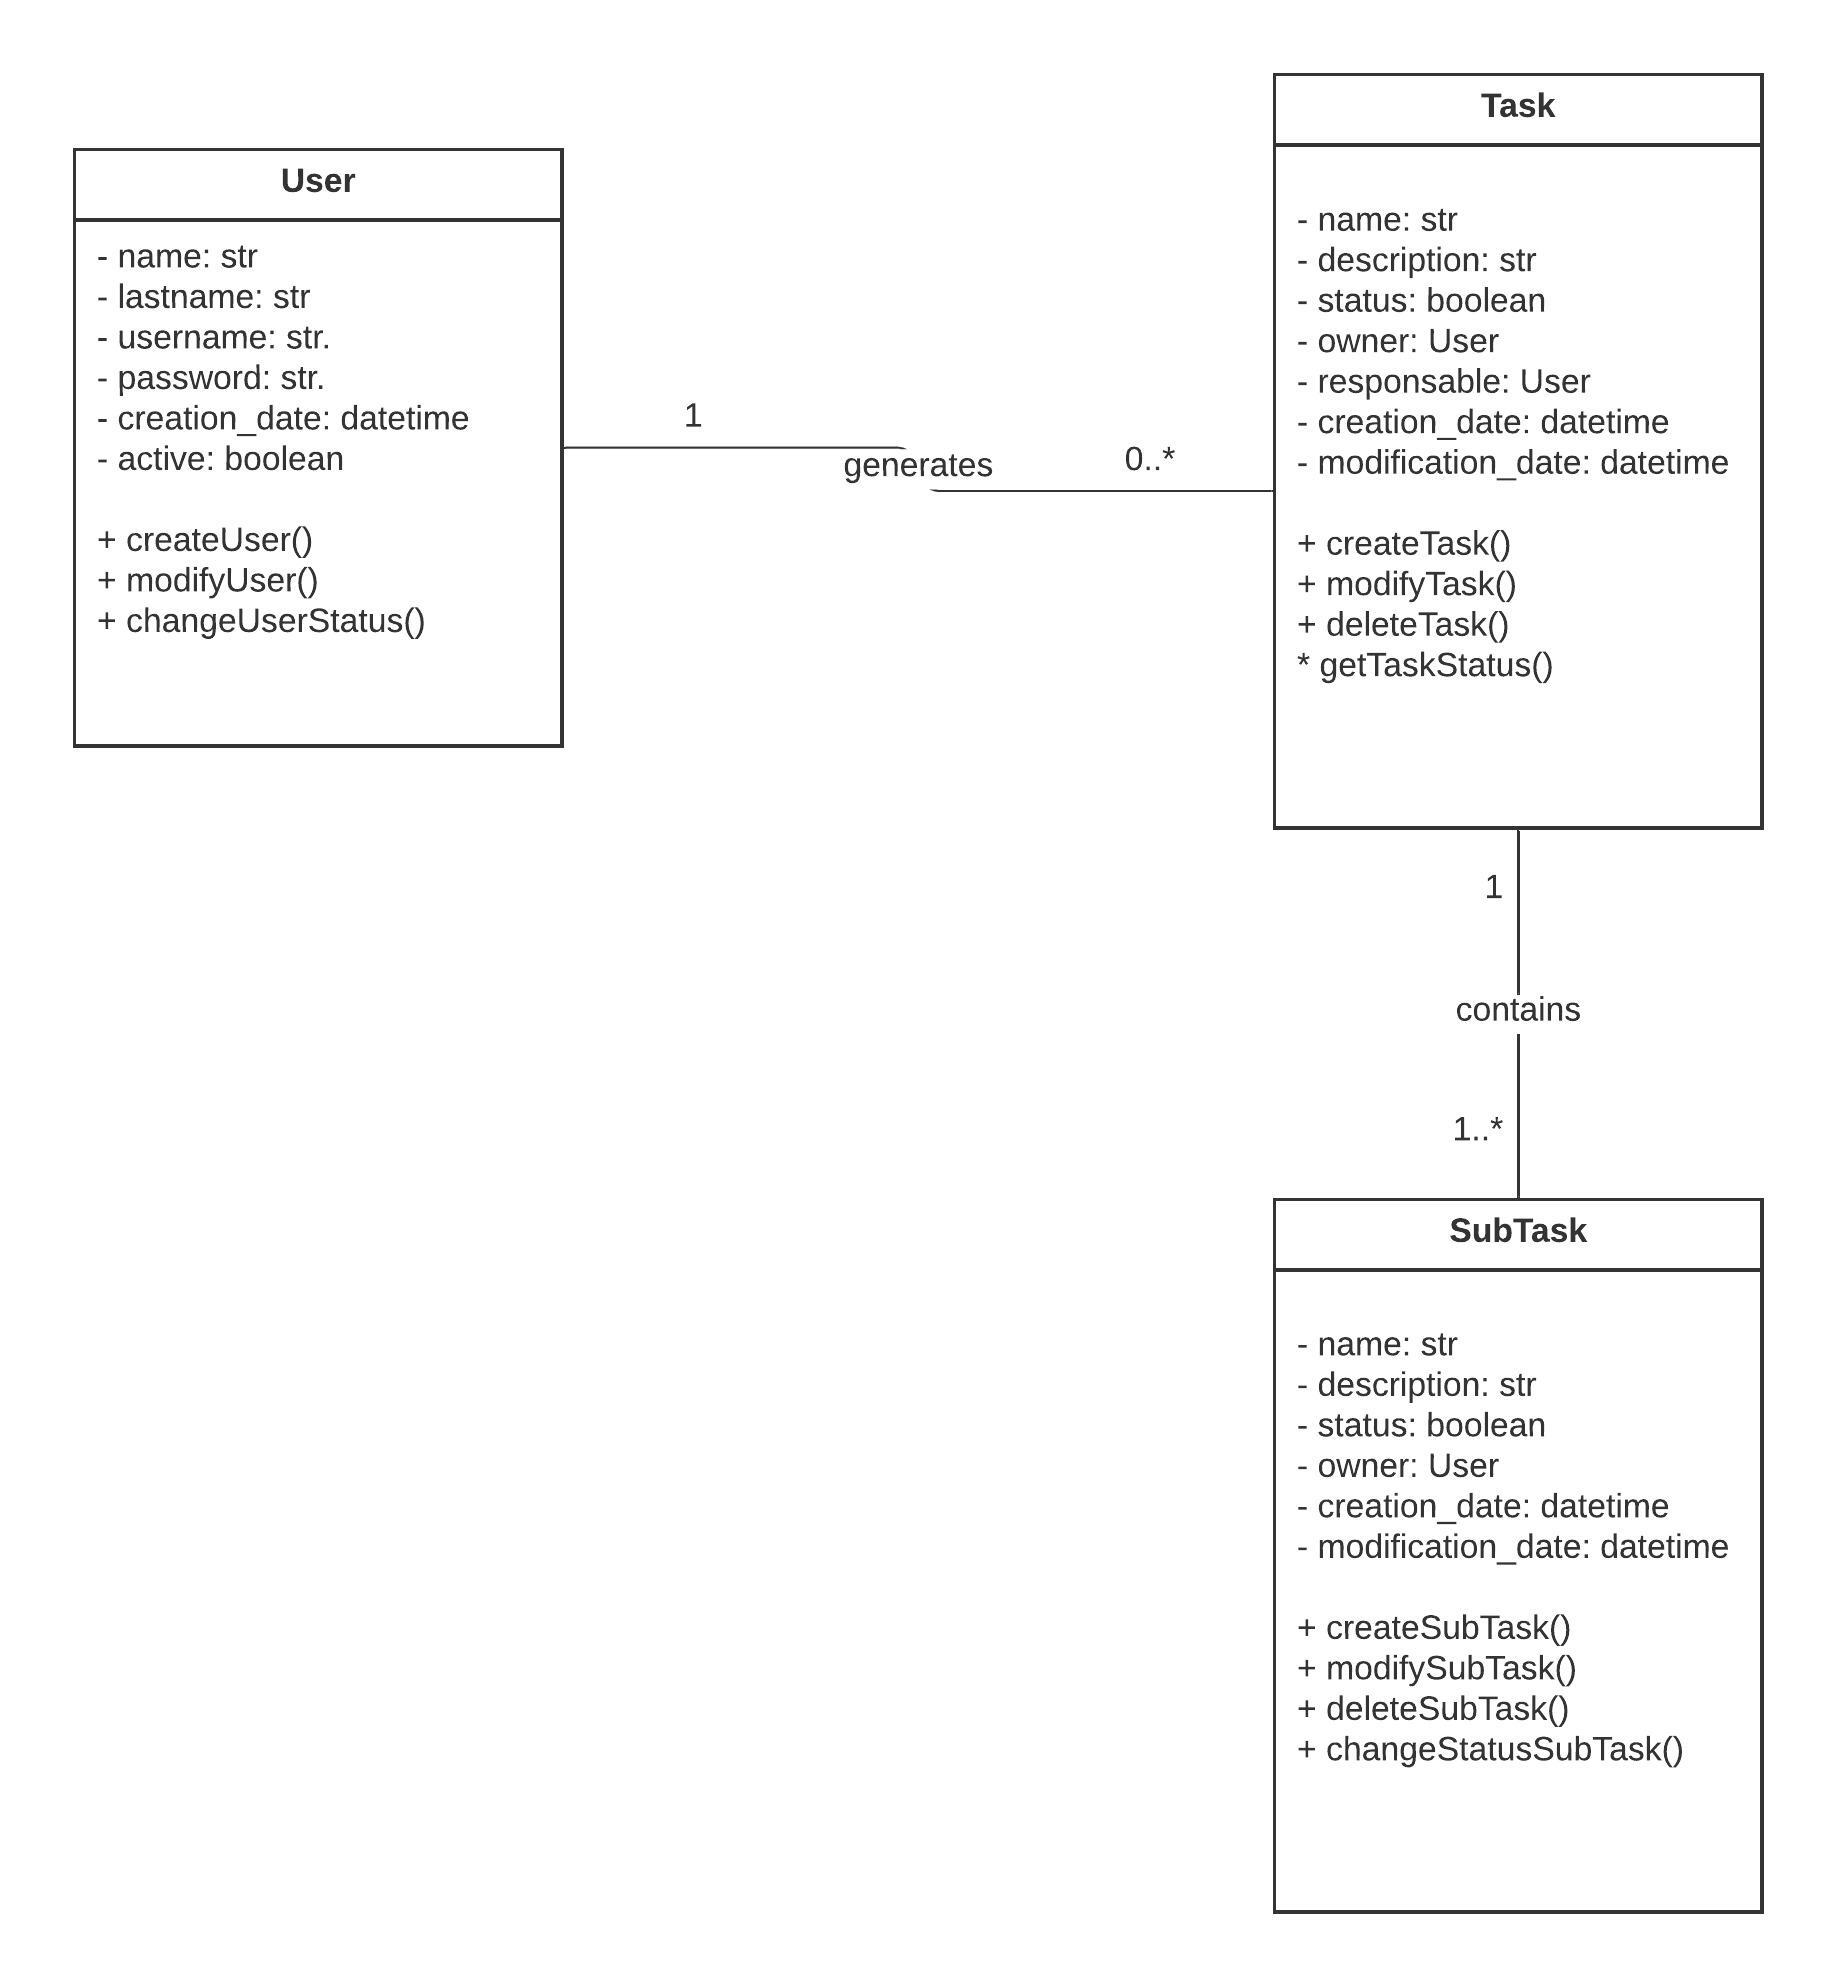 User
- name: str
- lastname: str
- username: str.
- password: str.
- creation_date: datetime
- active: boolean
+ createUser()
+ modifyUser()
+ changeUserStatus()
1
generates
0..*
Task
- name: str
- description: str
- status: boolean
- owner: User
- responsable: User
- creation_date: datetime
- modification_date: datetime
+ createTask()
+ modifyTask()
+ deleteTask()
* getTaskStatus()
1
contains
1..*
SubTask
- name: str
- description: str
- status: boolean
- owner: User
- creation_date: datetime
- modification_date: datetime
+ createSubTask()
+ modifySubTask()
+ deleteSubTask()
+ changeStatusSubTask()